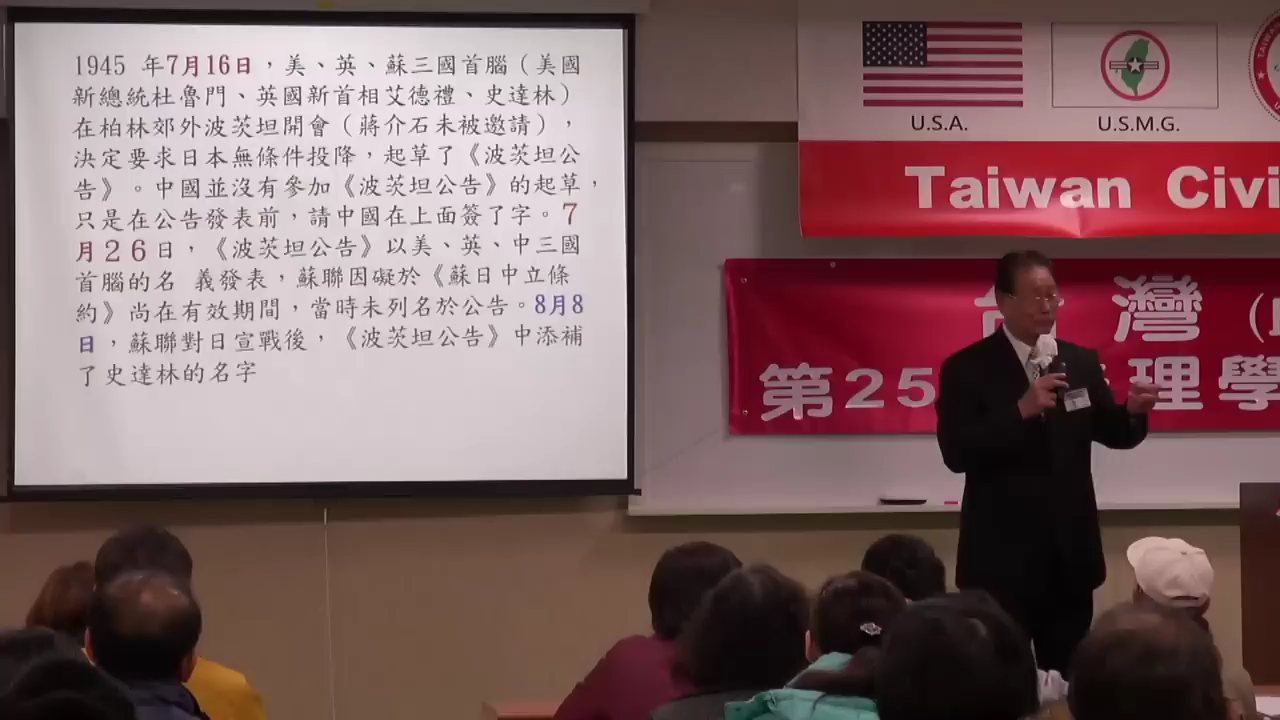 1945 年7月16日，美、英、蘇三國首腦（美國
新總統杜魯門、英國新首相艾德禮、史達林）
在柏林郊外波茨坦開會（蔣介石未被邀請），
決定要求日本無條件投降，起草了《波茨坦公
告》。中國並沒有參加《波茨坦公告》的起草，
只是在公告發表前，請中國在上面簽了字。７
月２６日，《波茨坦公告》以美、英、中三國
首腦的名 義發表，蘇聯因礙於《蘇日中立條
約》尚在有效期間，當時未列名於公告。8月8
日，蘇聯對日宣戰後，《波茨坦公告》中添補
了史達林的名字
U.S.A.
U.S.M.G.
Taiwan Civi
台灣（
第25 理學